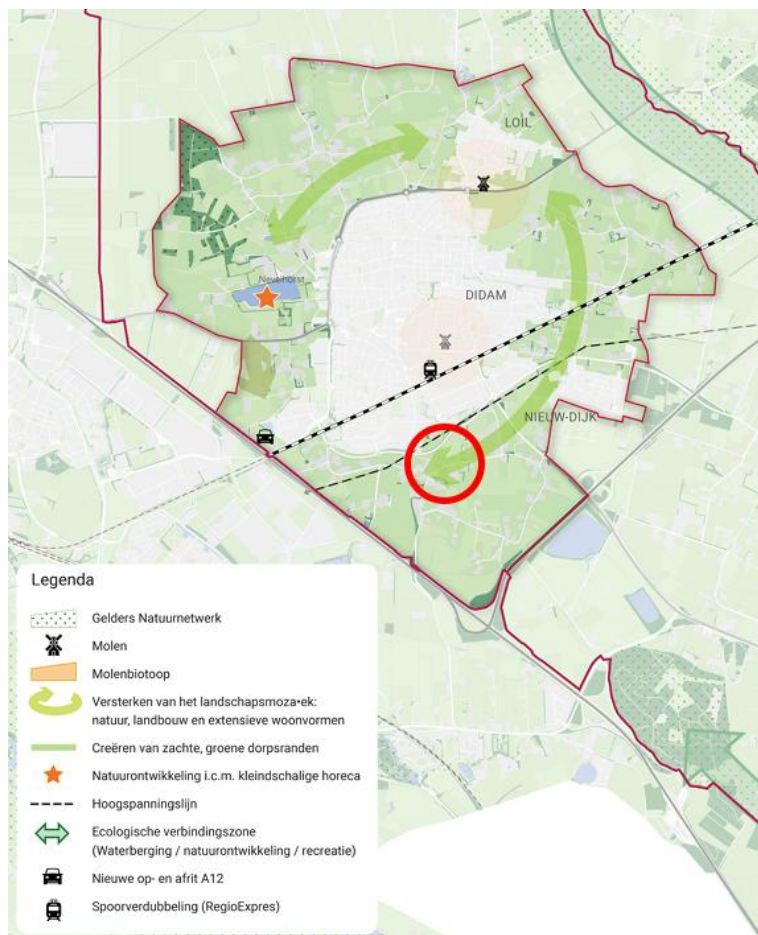 LOIL
Nevelhorst
DIDAM
NIEUW-DIJK
Legenda
Gelders Natuurnetwerk
Molen
Molenbiotoop
Versterken van het landschapsmoza•ek:
natuur, landbouw en extensieve woonvormen
Creëren van zachte, groene dorpsranden
Natuurontwikkeling i.c.m. kleindschalige horeca
Hoogspanningslijn
Ecologische verbindingszone
(Waterberging / natuurontwikkeling / recreatie)
Nieuwe op- en afrit A12
Spoorverdubbeling (RegioExpres)